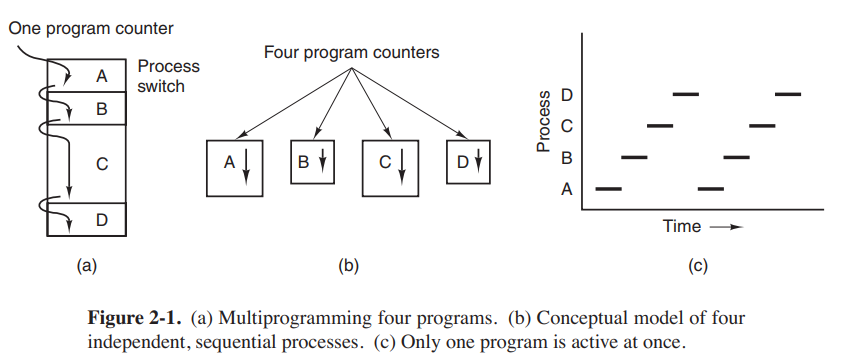 One program counter
A
B
C
D
Process
switch
(a)
Four program counters
A
B
C
D
(b)
Process
D
C
B
A
Time
(c)
Figure 2-1. (a) Multiprogramming four programs. (b) Conceptual model of four
independent, sequential processes. (c) Only one program is active at once.